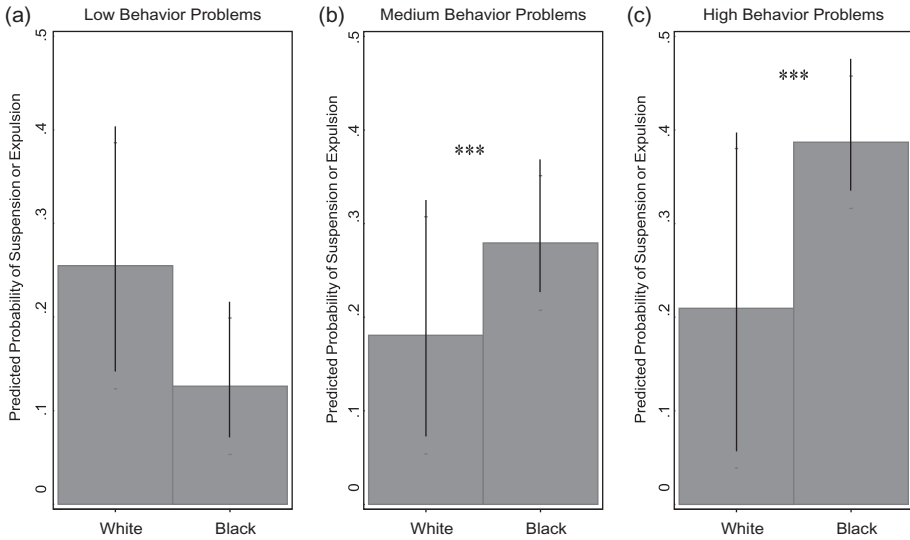 (a)
Low Behavior Problems
Predicted Probability of Suspension or Expulsion
.5
.4
.3
.2
.1
0
White Black
(b)
Medium Behavior Problems
Predicted Probability of Suspension or Expulsion
.5
.4
.3
.2
.1
0
***
White Black
(c)
High Behavior Problems
Predicted Probability of Suspension or Expulsion
.5
.4
.3
.2
.1
0
***
White Black